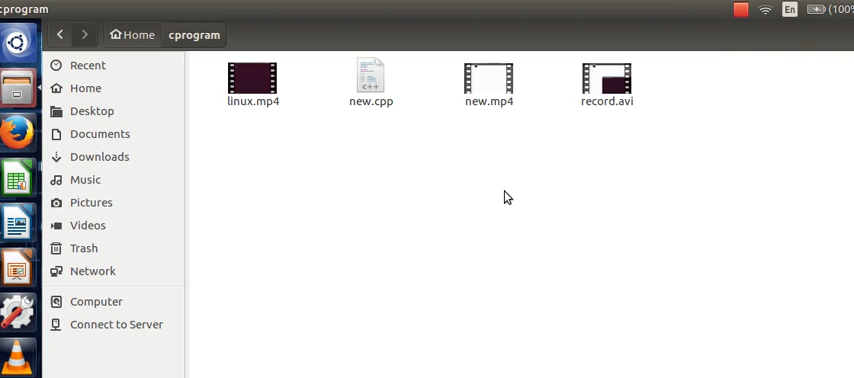 cprogram
En
(100%
Home
cprogram
Recent
Home
Desktop
Documents
Downloads
Music
Pictures
Videos
Trash
Network
Computer
Connect to Server
linux.mp4
c++
new.cpp
new.mp4
record.avi